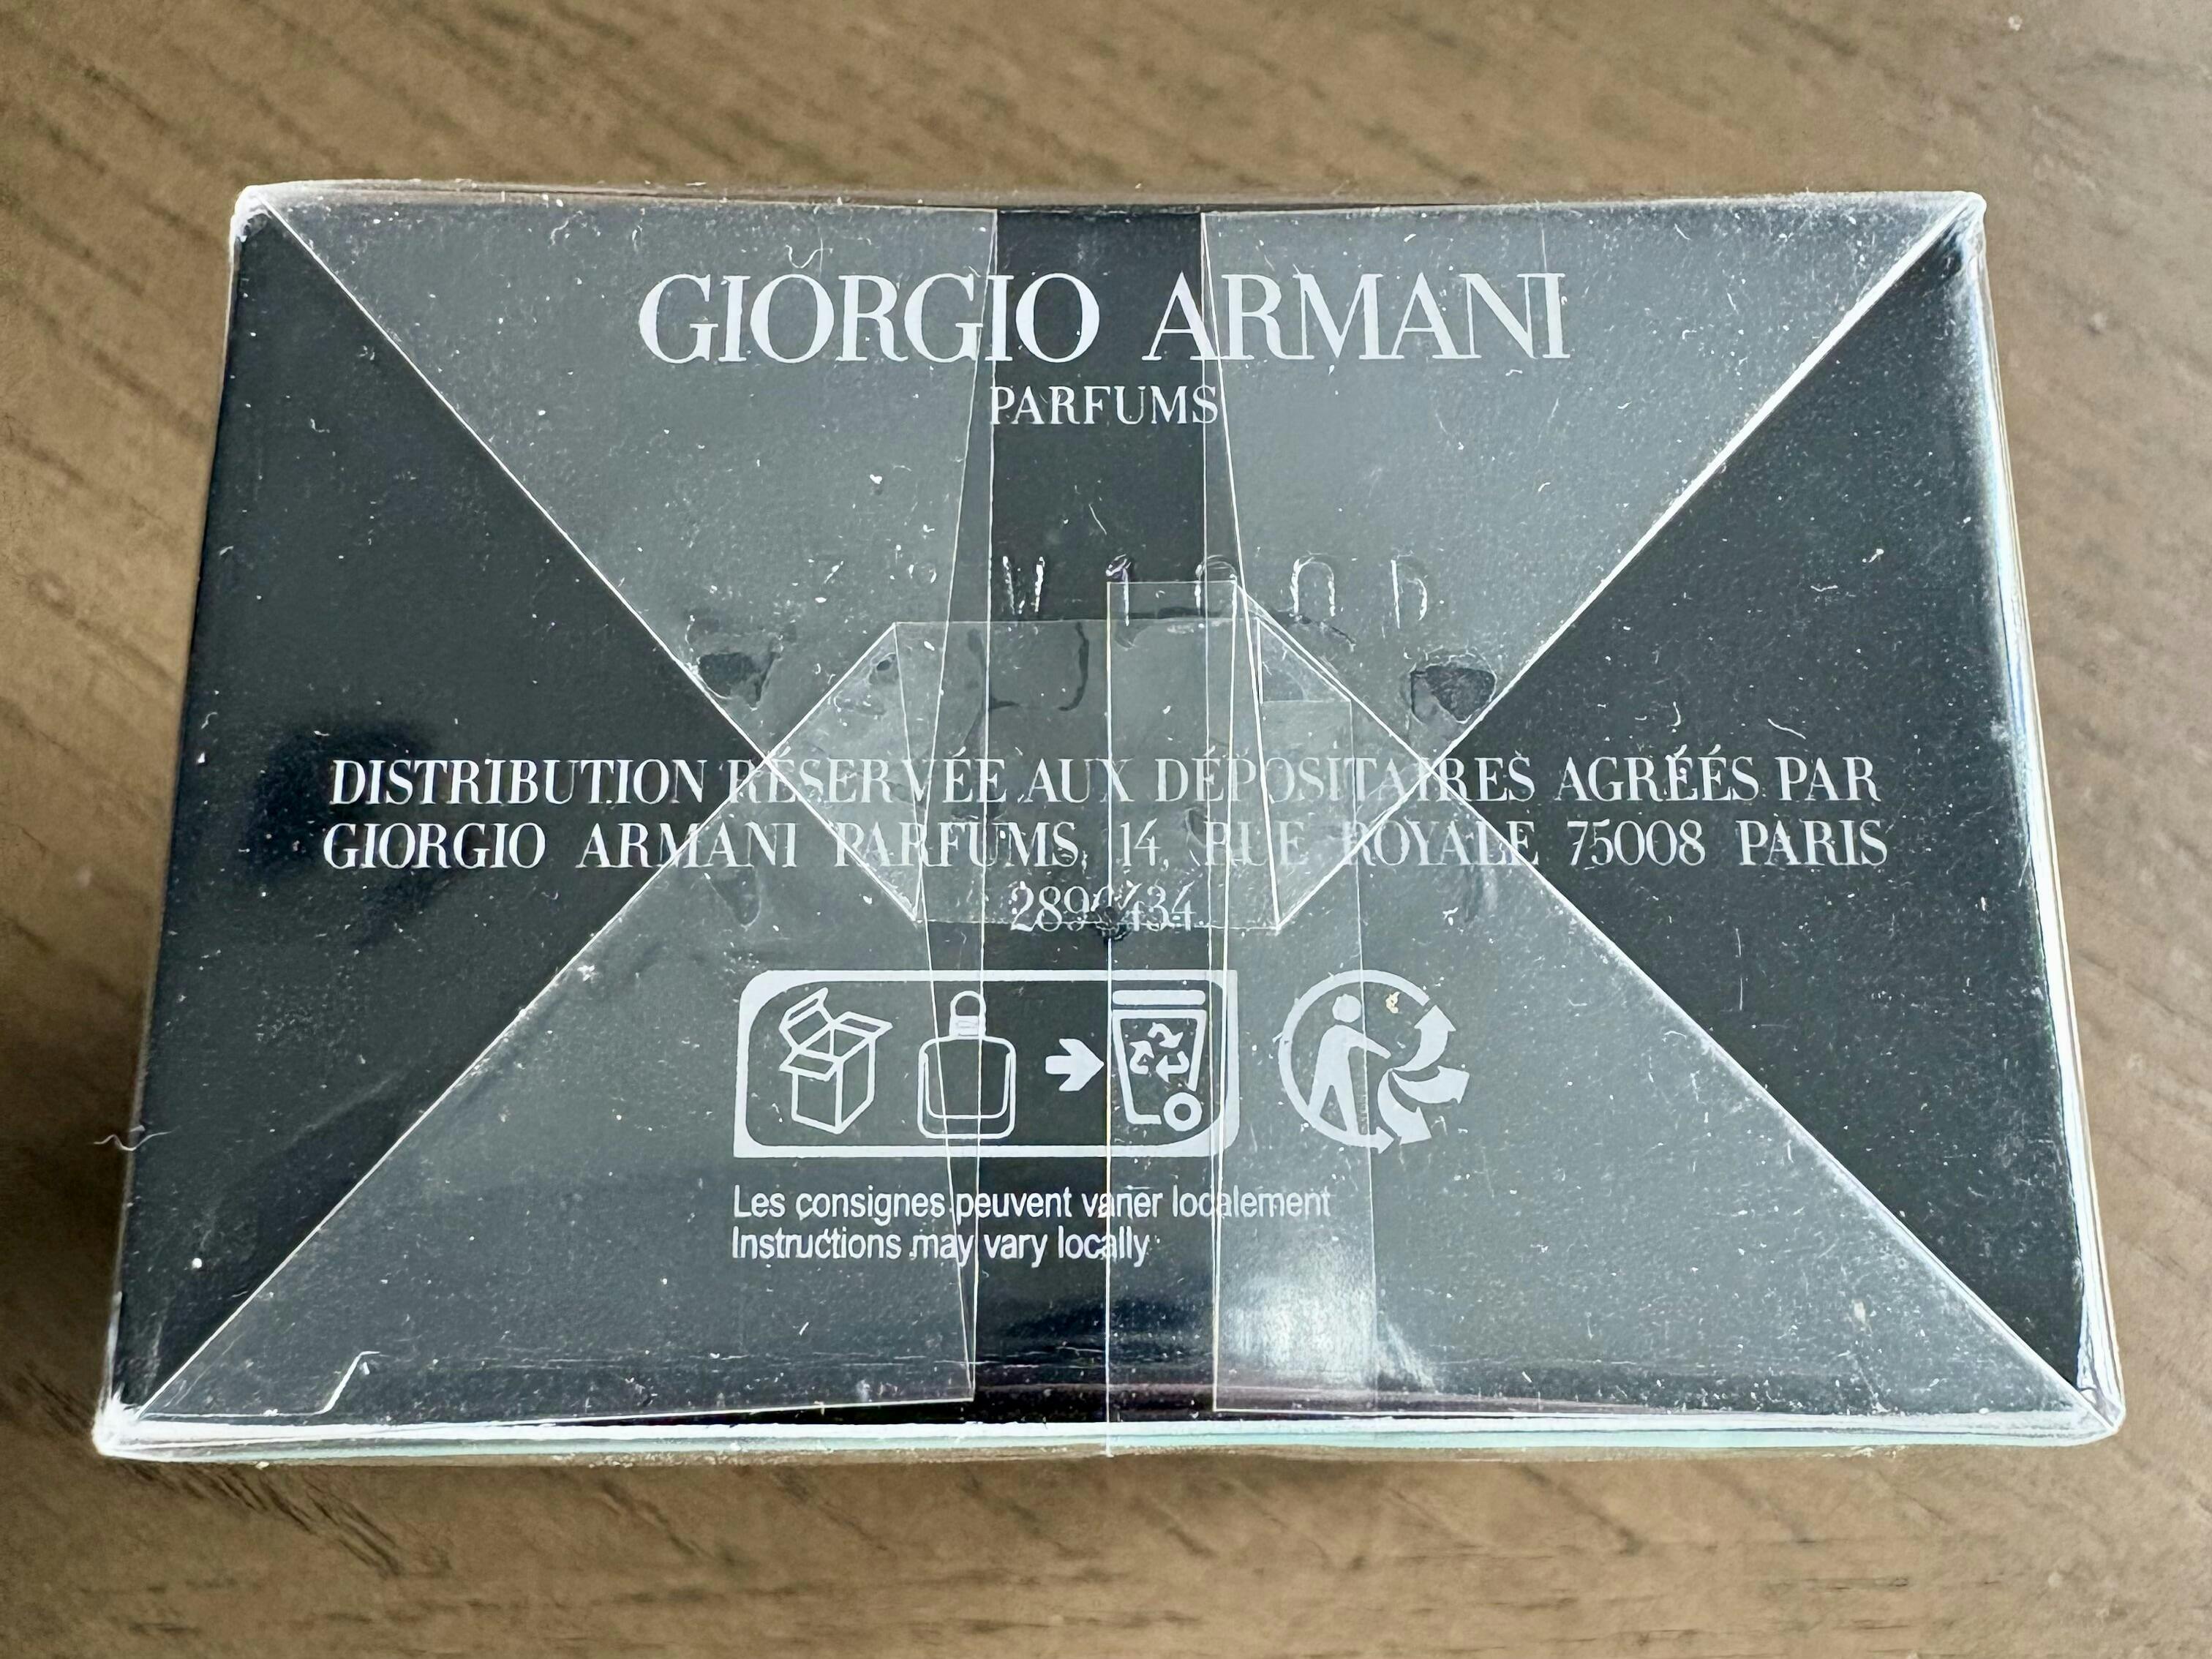 GIORGIO ARMANI
PARFUMS
DISTRIBUTION RÉSERVÉE AUX DÉPOSITAIRES AGRÉÉS PAR
GIORGIO ARMANI PARFUMS, 14, RUE ROYALE 75008 PARIS
Les consignes peuvent varier localement
Instructions may vary locally